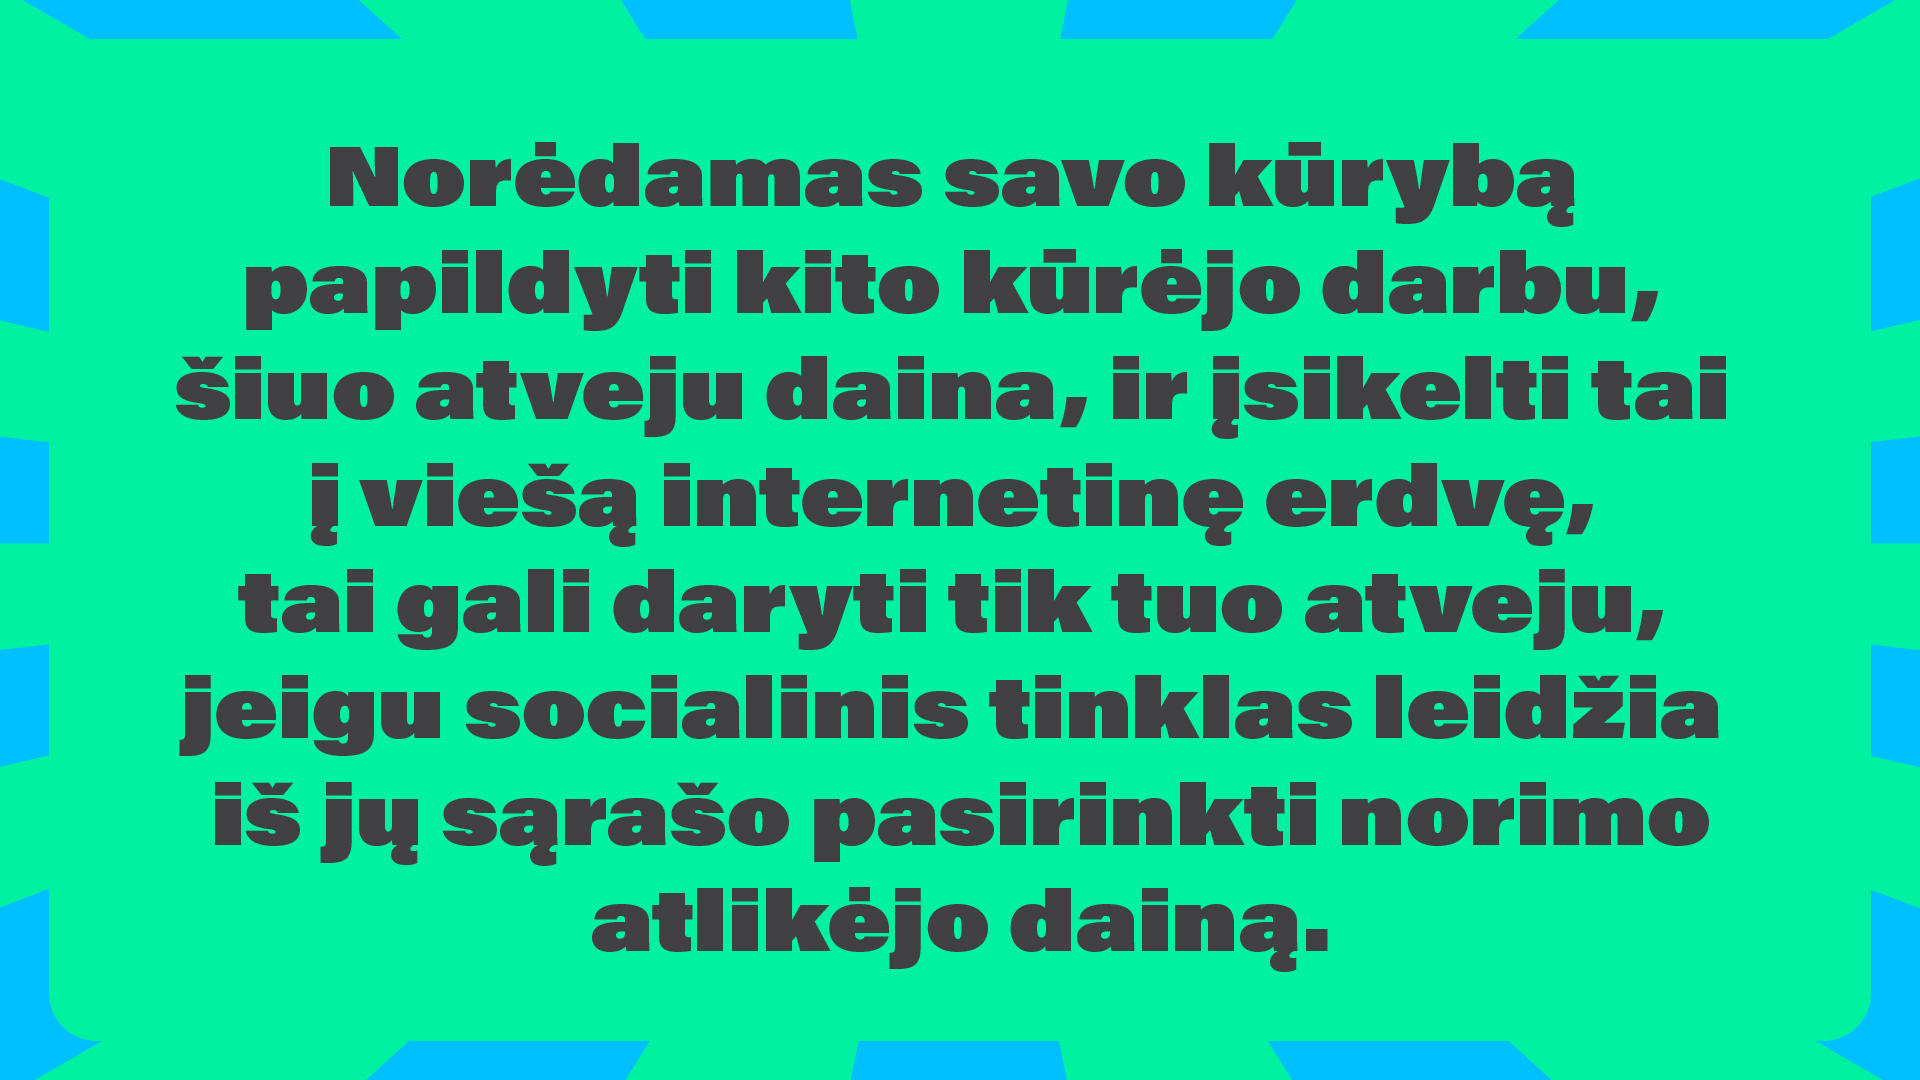 Norėdamas savo kūrybą
papildyti kito kūrėjo darbu,
šiuo atveju daina, ir įsikelti tai
į viešą internetinę erdvę,
tai gali daryti tik tuo atveju,
jeigu socialinis tinklas leidžia
iš jų sąrašo pasirinkti norimo
atlikėjo dainą.